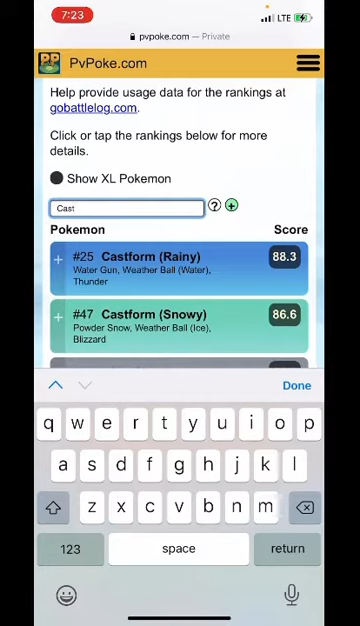 7:23
LTE
pvpoke.com — Private
PvPoke.com
Help provide usage data for the rankings at
gobattlelog.com.
Click or tap the rankings below for more
details.
Show XL Pokemon
Cast
?
+
Pokemon Score
+ #25 Castform (Rainy) 88.3
Water Gun, Weather Ball (Water),
Thunder
+ #47 Castform (Snowy) 86.6
Powder Snow, Weather Ball (Ice),
Blizzard
Done
q w e r t y u i o p
a s d f g h j k l
z x c v b n m
123 space return